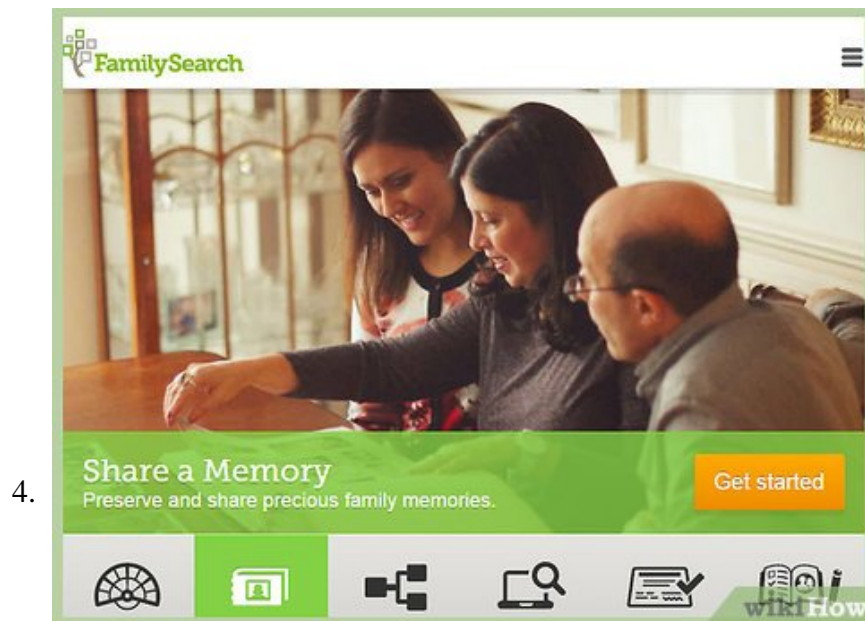 FamilySearch
4.
Share a Memory
Preserve and share precious family memories.
Get started
wikiHow